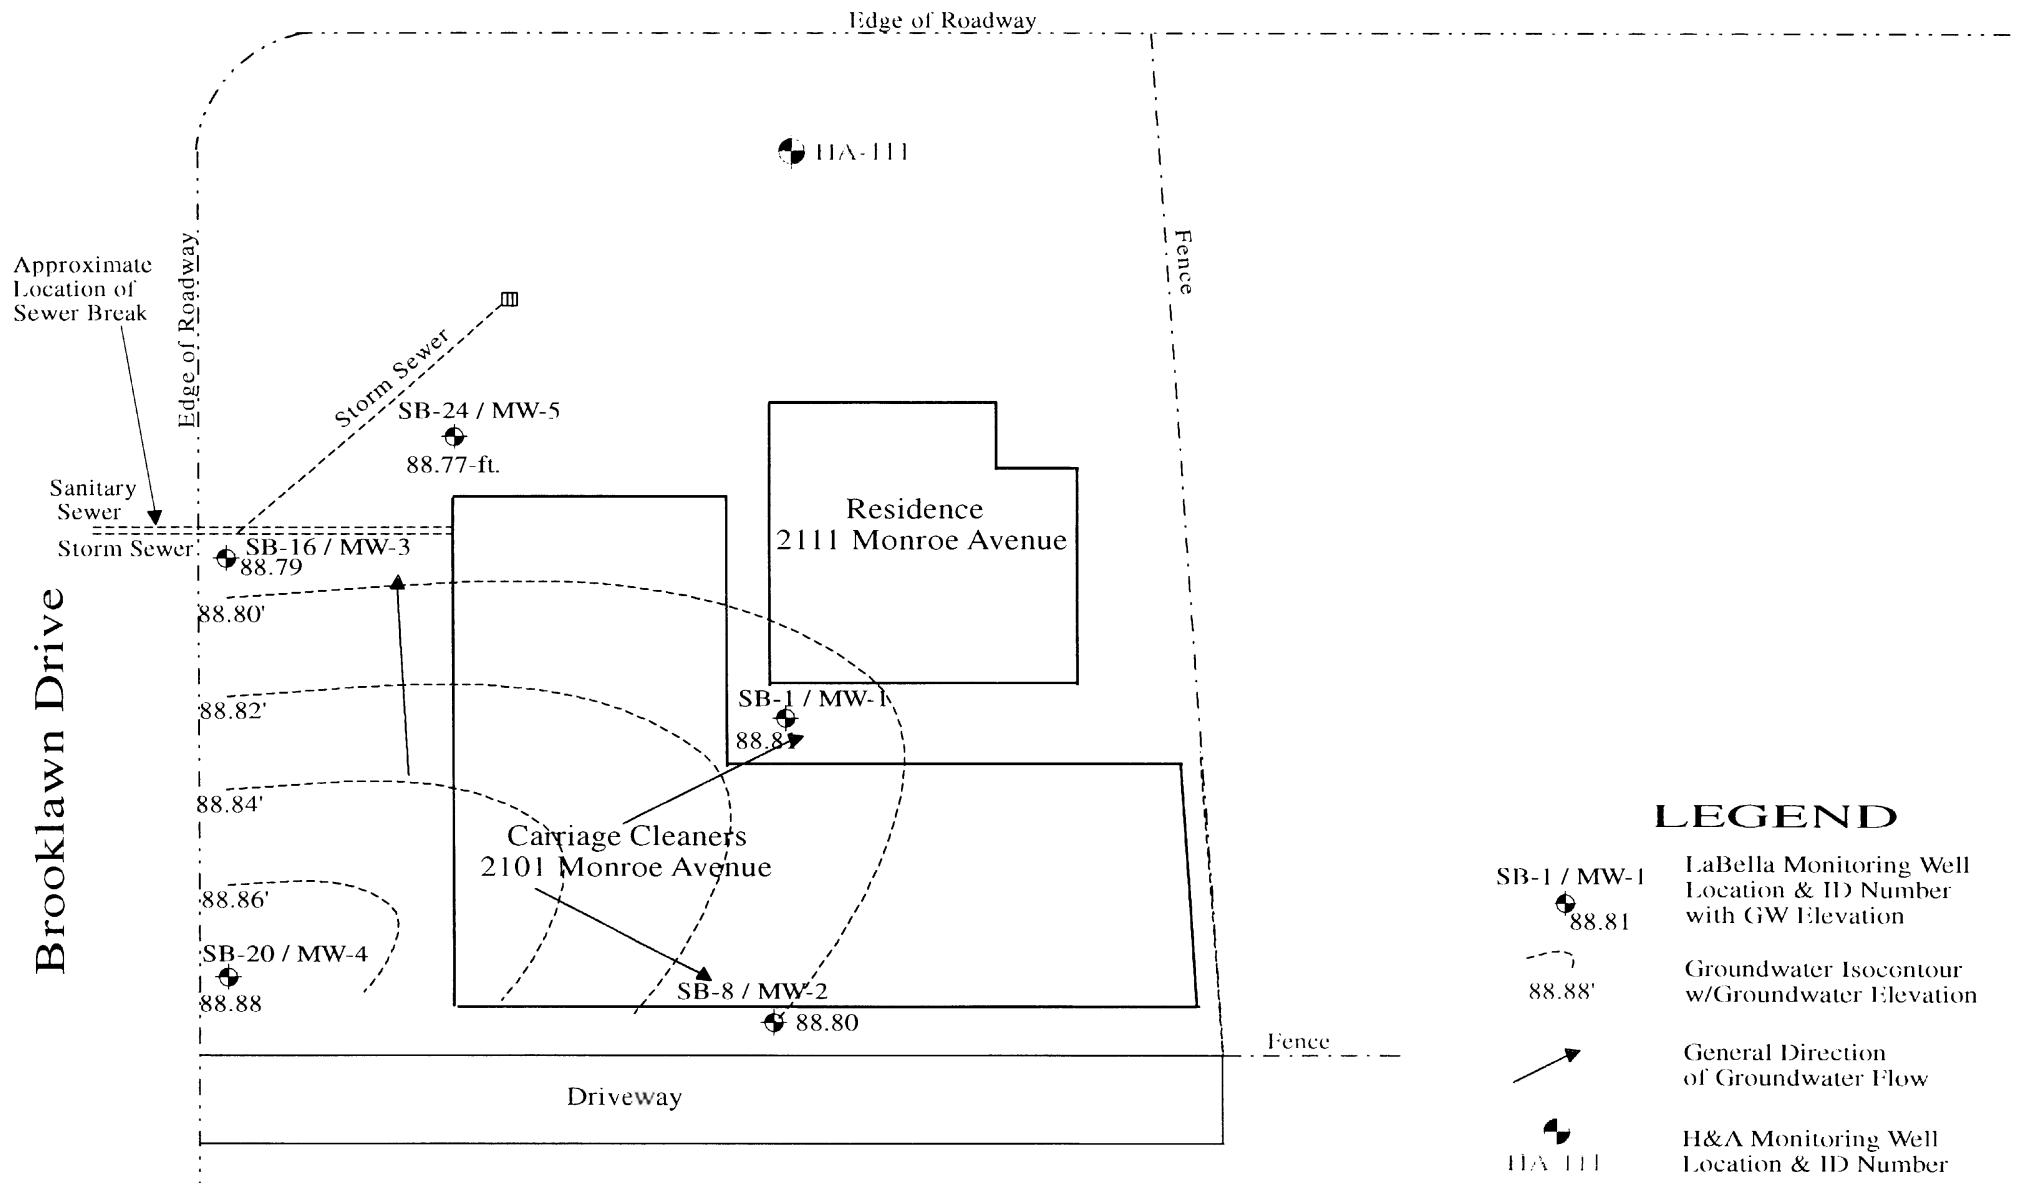 Edge of Roadway
HA-111
Fence
Edge of Roadway
Approximate
Location of
Sewer Break
Storm Sewer
SB-24 / MW-5
88.77-ft.
Sanitary
Sewer
Storm Sewer
SB-16 / MW-3
88.79
Residence
2111 Monroe Avenue
88.80'
88.82'
88.84'
88.86'
SB-1 / MW-1
88.81
Carriage Cleaners
2101 Monroe Avenue
Brooklawn Drive
SB-20 / MW-4
88.88
SB-8 / MW-2
88.80
Fence
Driveway
LEGEND
SB-1 / MW-1
88.81
LaBella Monitoring Well
Location & ID Number
with GW Elevation
88.88'
Groundwater Isocontour
w/Groundwater Elevation
General Direction
of Groundwater Flow
HA-111
H&A Monitoring Well
Location & ID Number